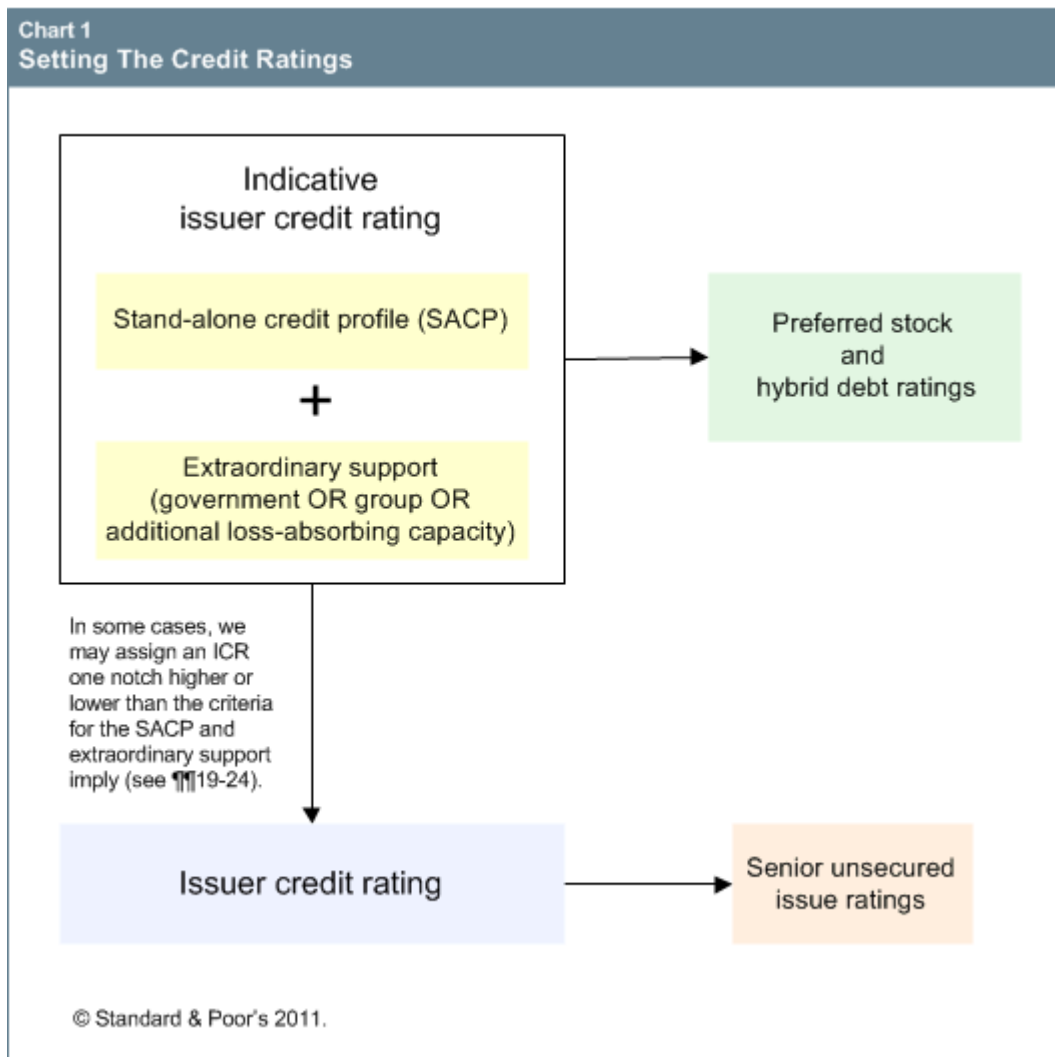 Chart 1
Setting The Credit Ratings
Indicative
issuer credit rating
Stand-alone credit profile (SACP)
+
Extraordinary support
(government OR group OR
additional loss-absorbing capacity)
Preferred stock
and
hybrid debt ratings
In some cases, we
may assign an ICR
one notch higher or
lower than the criteria
for the SACP and
extraordinary support
imply (see ¶¶19-24).
Issuer credit rating
Senior unsecured
issue ratings
© Standard & Poor's 2011.